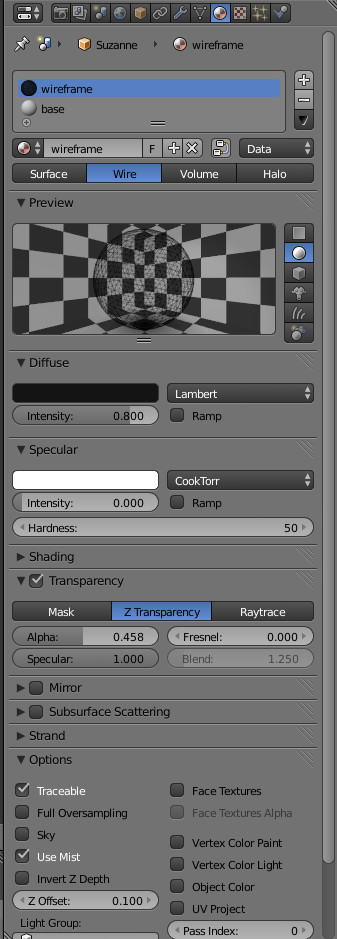 Suzanne wireframe
wireframe
base
wireframe F Data
Surface Wire Volume Halo
Preview
Diffuse
Lambert
Intensity: 0.800 Ramp
Specular
CookTorr
Intensity: 0.000 Ramp
Hardness: 50
Shading
Transparency
Mask Z Transparency Raytrace
Alpha: 0.458 Fresnel: 0.000
Specular: 1.000 Blend: 1.250
Mirror
Subsurface Scattering
Strand
Options
Traceable Face Textures
Full Oversampling Face Textures Alpha
Sky Vertex Color Paint
Use Mist Vertex Color Light
Invert Z Depth Object Color
Z Offset: 0.100 UV Project
Light Group: Pass Index: 0